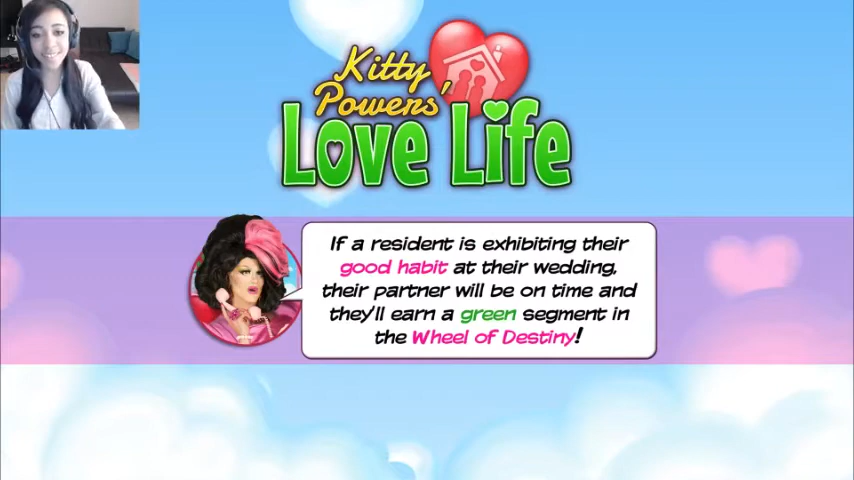 Kitty
Powers'
Love Life
If a resident is exhibiting their
good habit at their wedding,
their partner will be on time and
they'll earn a green segment in
the Wheel of Destiny!